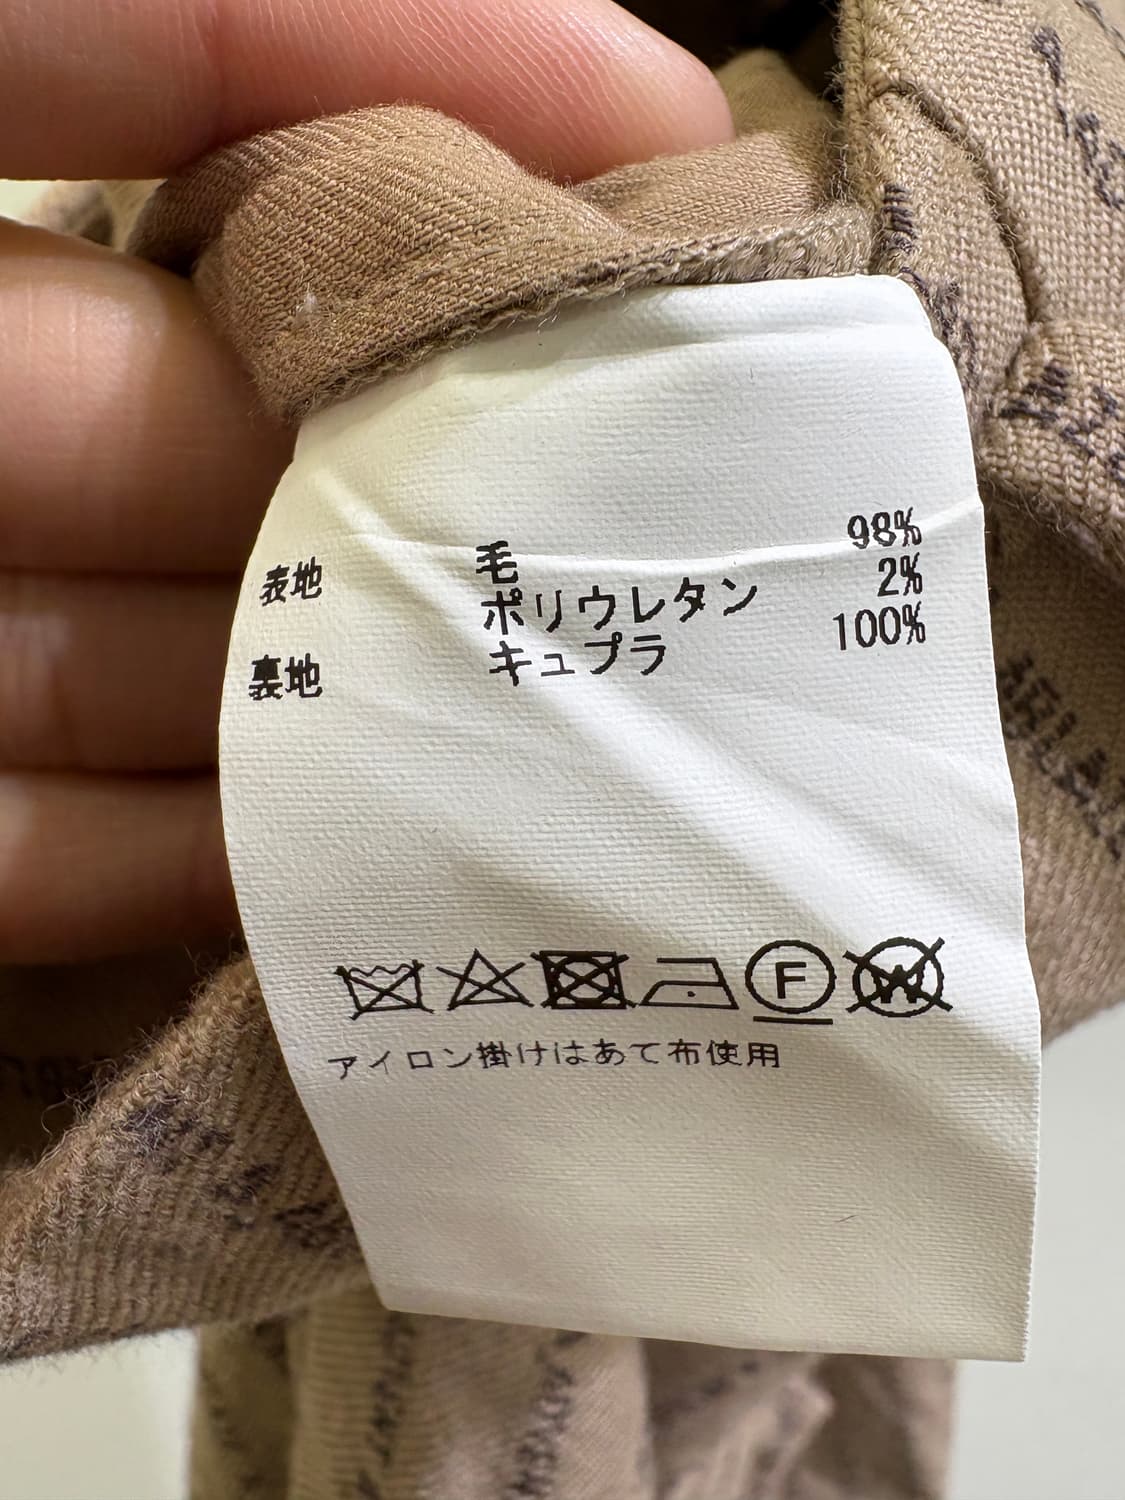 表地 毛 98%
ポリウレタン 2%
裏地 キュプラ 100%
F W
アイロン掛けはあて布使用